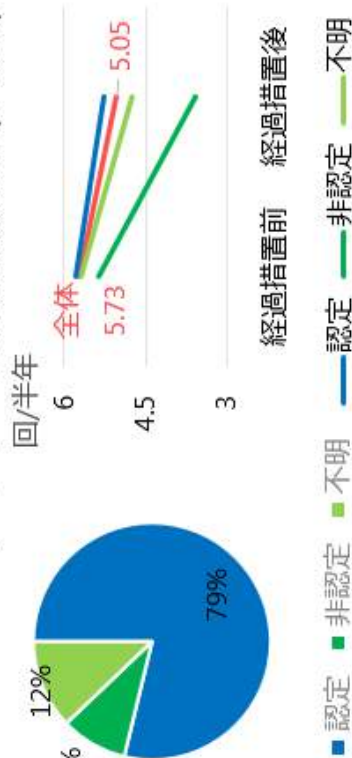 回/半年
6
4.5
3
全体
5.73
5.05
経過措置前
経過措置後
認定
非認定
不明
12%
%
79%
認定
非認定
不明